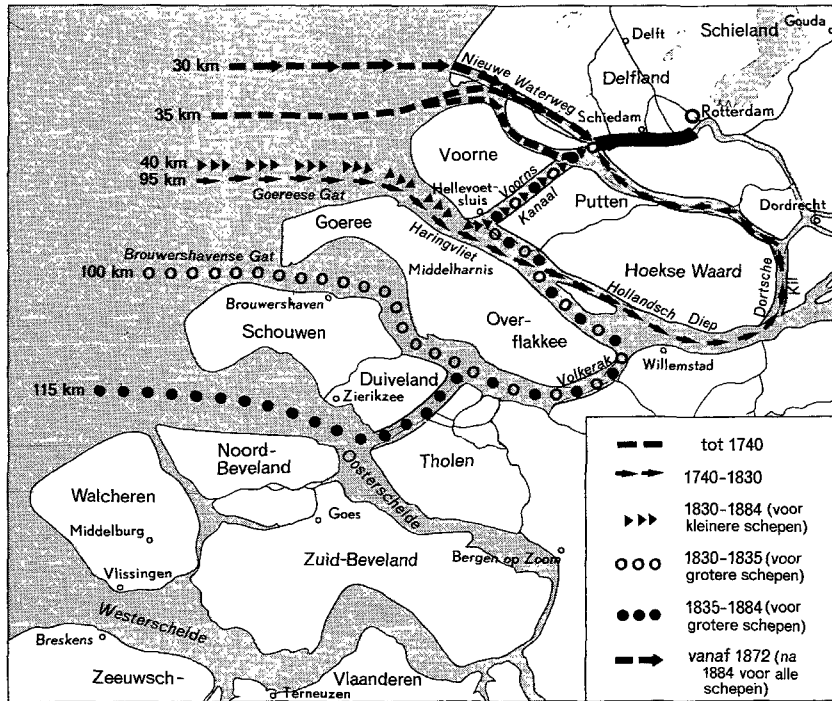 Gouda
Schieland
Delft
Delfland
Nieuwe Waterweg
30 km
35 km
Schiedam
Rotterdam
Voorne
40 km
95 km
Goereese Gat
Hellevoet-
sluis
Voorns
Kanaal
Putten
Dordrecht
Goeree
Haringvliet
Brouwershavense Gat
100 km
Middelharnis
Hoekse Waard
Dortsche
Kil
Hollandsch Diep
Brouwershaven
Schouwen
Over-
flakkee
Willemstad
Volkerak
Duiveland
115 km
Zierikzee
Noord-
Beveland
Tholen
Oosterschelde
Walcheren
Middelburg
Goes
Vlissingen
Zuid-Beveland
Bergen op Zoom
Westerschelde
Breskens
Zeeuwsch-
Vlaanderen
Terneuzen
tot 1740
1740-1830
1830-1884 (voor
kleinere schepen)
1830-1835 (voor
grotere schepen)
1835-1884 (voor
grotere schepen)
vanaf 1872 (na
1884 voor alle
schepen)